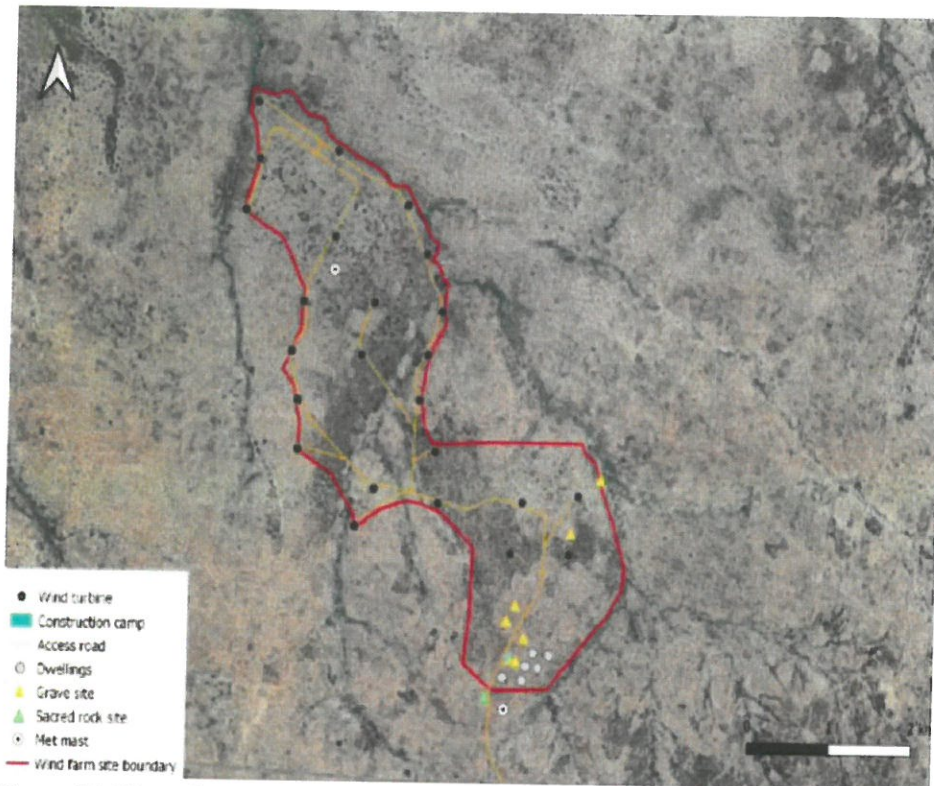 Wind turbine
Construction camp
Access road
Dwellings
Grave site
Sacred rock site
Met mast
Wind farm site boundary